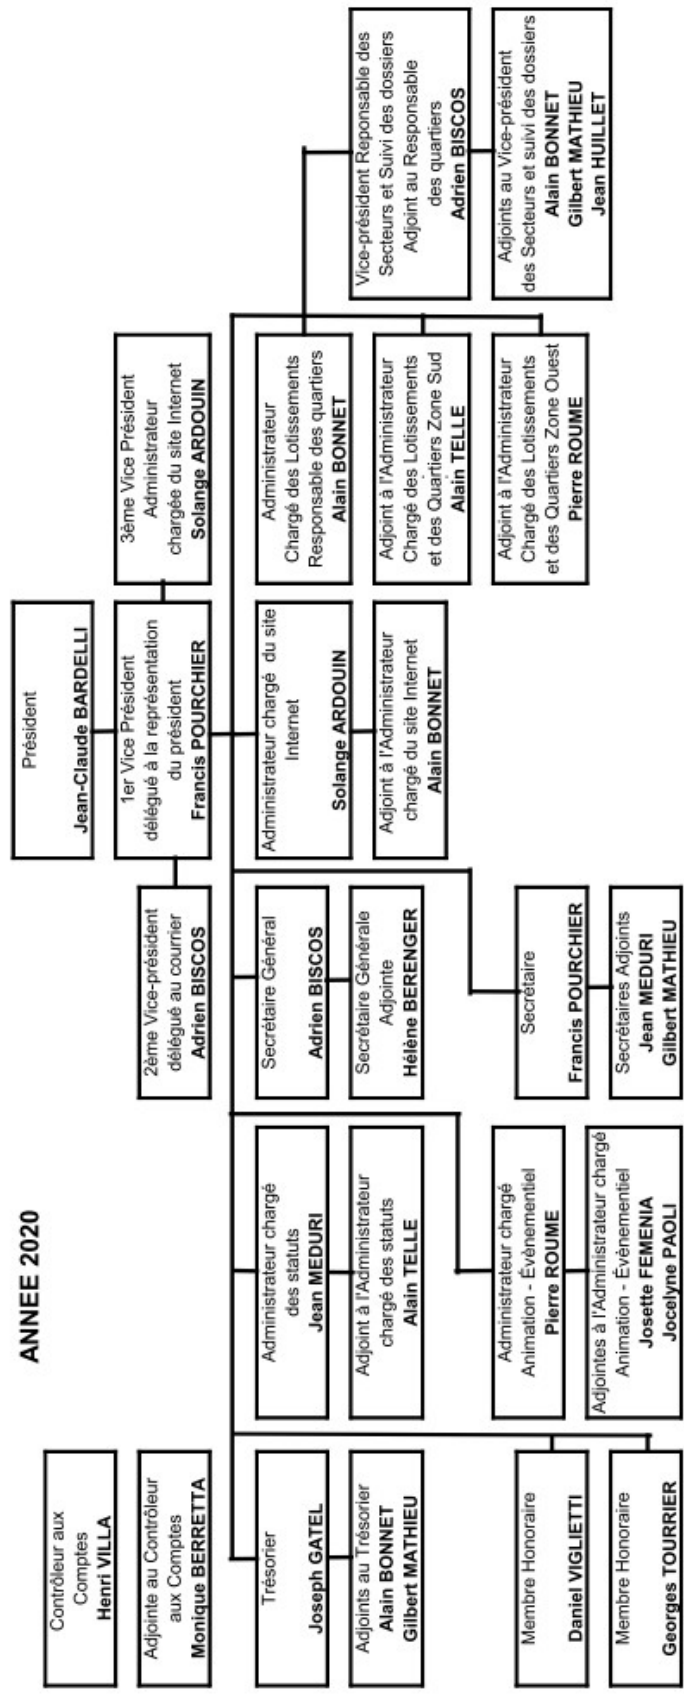 ANNEE 2020
Président
Jean-Claude BARDELLI
Contrôleur aux
Comptes
Henri VILLA
Adjointe au Contrôleur
aux Comptes
Monique BERRETTA
2ème Vice-président
délégué au courrier
Adrien BISCOS
1er Vice Président
délégué à la représentation
du président
Francis POURCHIER
3ème Vice Président
Administrateur
chargée du site Internet
Solange ARDOUIN
Trésorier
Joseph GATEL
Adjoints au Trésorier
Alain BONNET
Gilbert MATHIEU
Administrateur chargé
des statuts
Jean MEDURI
Adjoint à l'Administrateur
chargé des statuts
Alain TELLE
Secrétaire Général
Adrien BISCOS
Secrétaire Générale
Adjointe
Hélène BERENGER
Administrateur chargé du site
Internet
Solange ARDOUIN
Adjoint à l'Administrateur
chargé du site Internet
Alain BONNET
Administrateur
Chargé des Lotissements
Responsable des quartiers
Alain BONNET
Adjoint à l'Administrateur
Chargé des Lotissements
et des Quartiers Zone Sud
Alain TELLE
Adjoint à l'Administrateur
Chargé des Lotissements
et des Quartiers Zone Ouest
Pierre ROUME
Vice-président Reponsable des
Secteurs et Suivi des dossiers
Adjoint au Responsable
des quartiers
Adrien BISCOS
Adjoints au Vice-président
des Secteurs et suivi des dossiers
Alain BONNET
Gilbert MATHIEU
Jean HUILLET
Membre Honoraire
Daniel VIGLIETTI
Membre Honoraire
Georges TOURRIER
Administrateur chargé
Animation - Évènementiel
Pierre ROUME
Adjointes à l'Administrateur chargé
Animation - Évènementiel
Josette FEMENIA
Jocelyne PAOLI
Secrétaire
Francis POURCHIER
Secrétaires Adjoints
Jean MEDURI
Gilbert MATHIEU